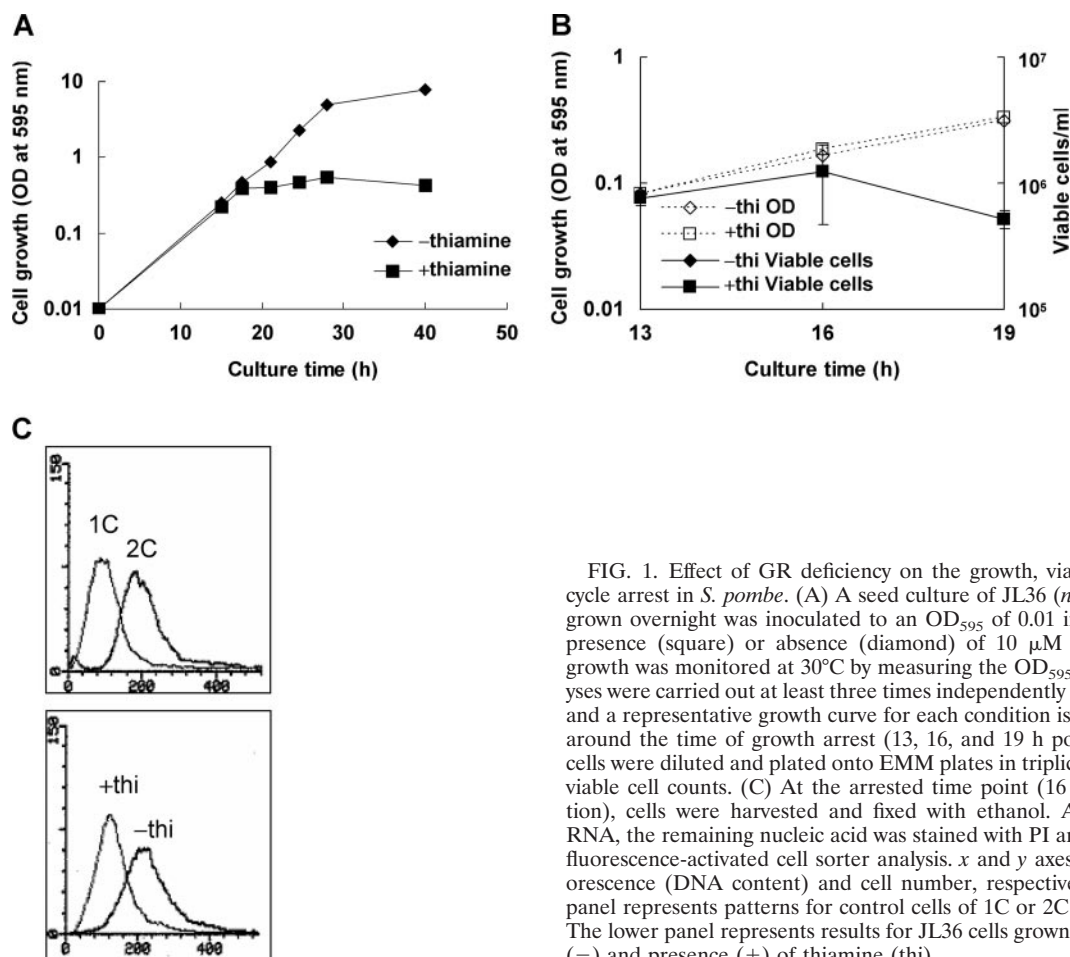 A
Cell growth (OD at 595 nm)
10
1
0.1
0.01
0
10
20
30
40
50
Culture time (h)
–thiamine
+thiamine
B
Cell growth (OD at 595 nm)
1
0.1
0.01
13
16
19
Culture time (h)
10⁷
10⁶
10⁵
Viable cells/ml
–thi OD
+thi OD
–thi Viable cells
+thi Viable cells
C
150
0
1C
2C
0
200
400
150
0
+thi
–thi
0
200
400
FIG. 1. Effect of GR deficiency on the growth, via
cycle arrest in S. pombe. (A) A seed culture of JL36 (n
grown overnight was inoculated to an OD₅₉₅ of 0.01 i
presence (square) or absence (diamond) of 10 μM
growth was monitored at 30°C by measuring the OD₅₉₅
yses were carried out at least three times independently
and a representative growth curve for each condition is
around the time of growth arrest (13, 16, and 19 h po
cells were diluted and plated onto EMM plates in triplic
viable cell counts. (C) At the arrested time point (16
tion), cells were harvested and fixed with ethanol. A
RNA, the remaining nucleic acid was stained with PI an
fluorescence-activated cell sorter analysis. x and y axes
orescence (DNA content) and cell number, respective
panel represents patterns for control cells of 1C or 2C
The lower panel represents results for JL36 cells grown
(−) and presence (+) of thiamine (thi).